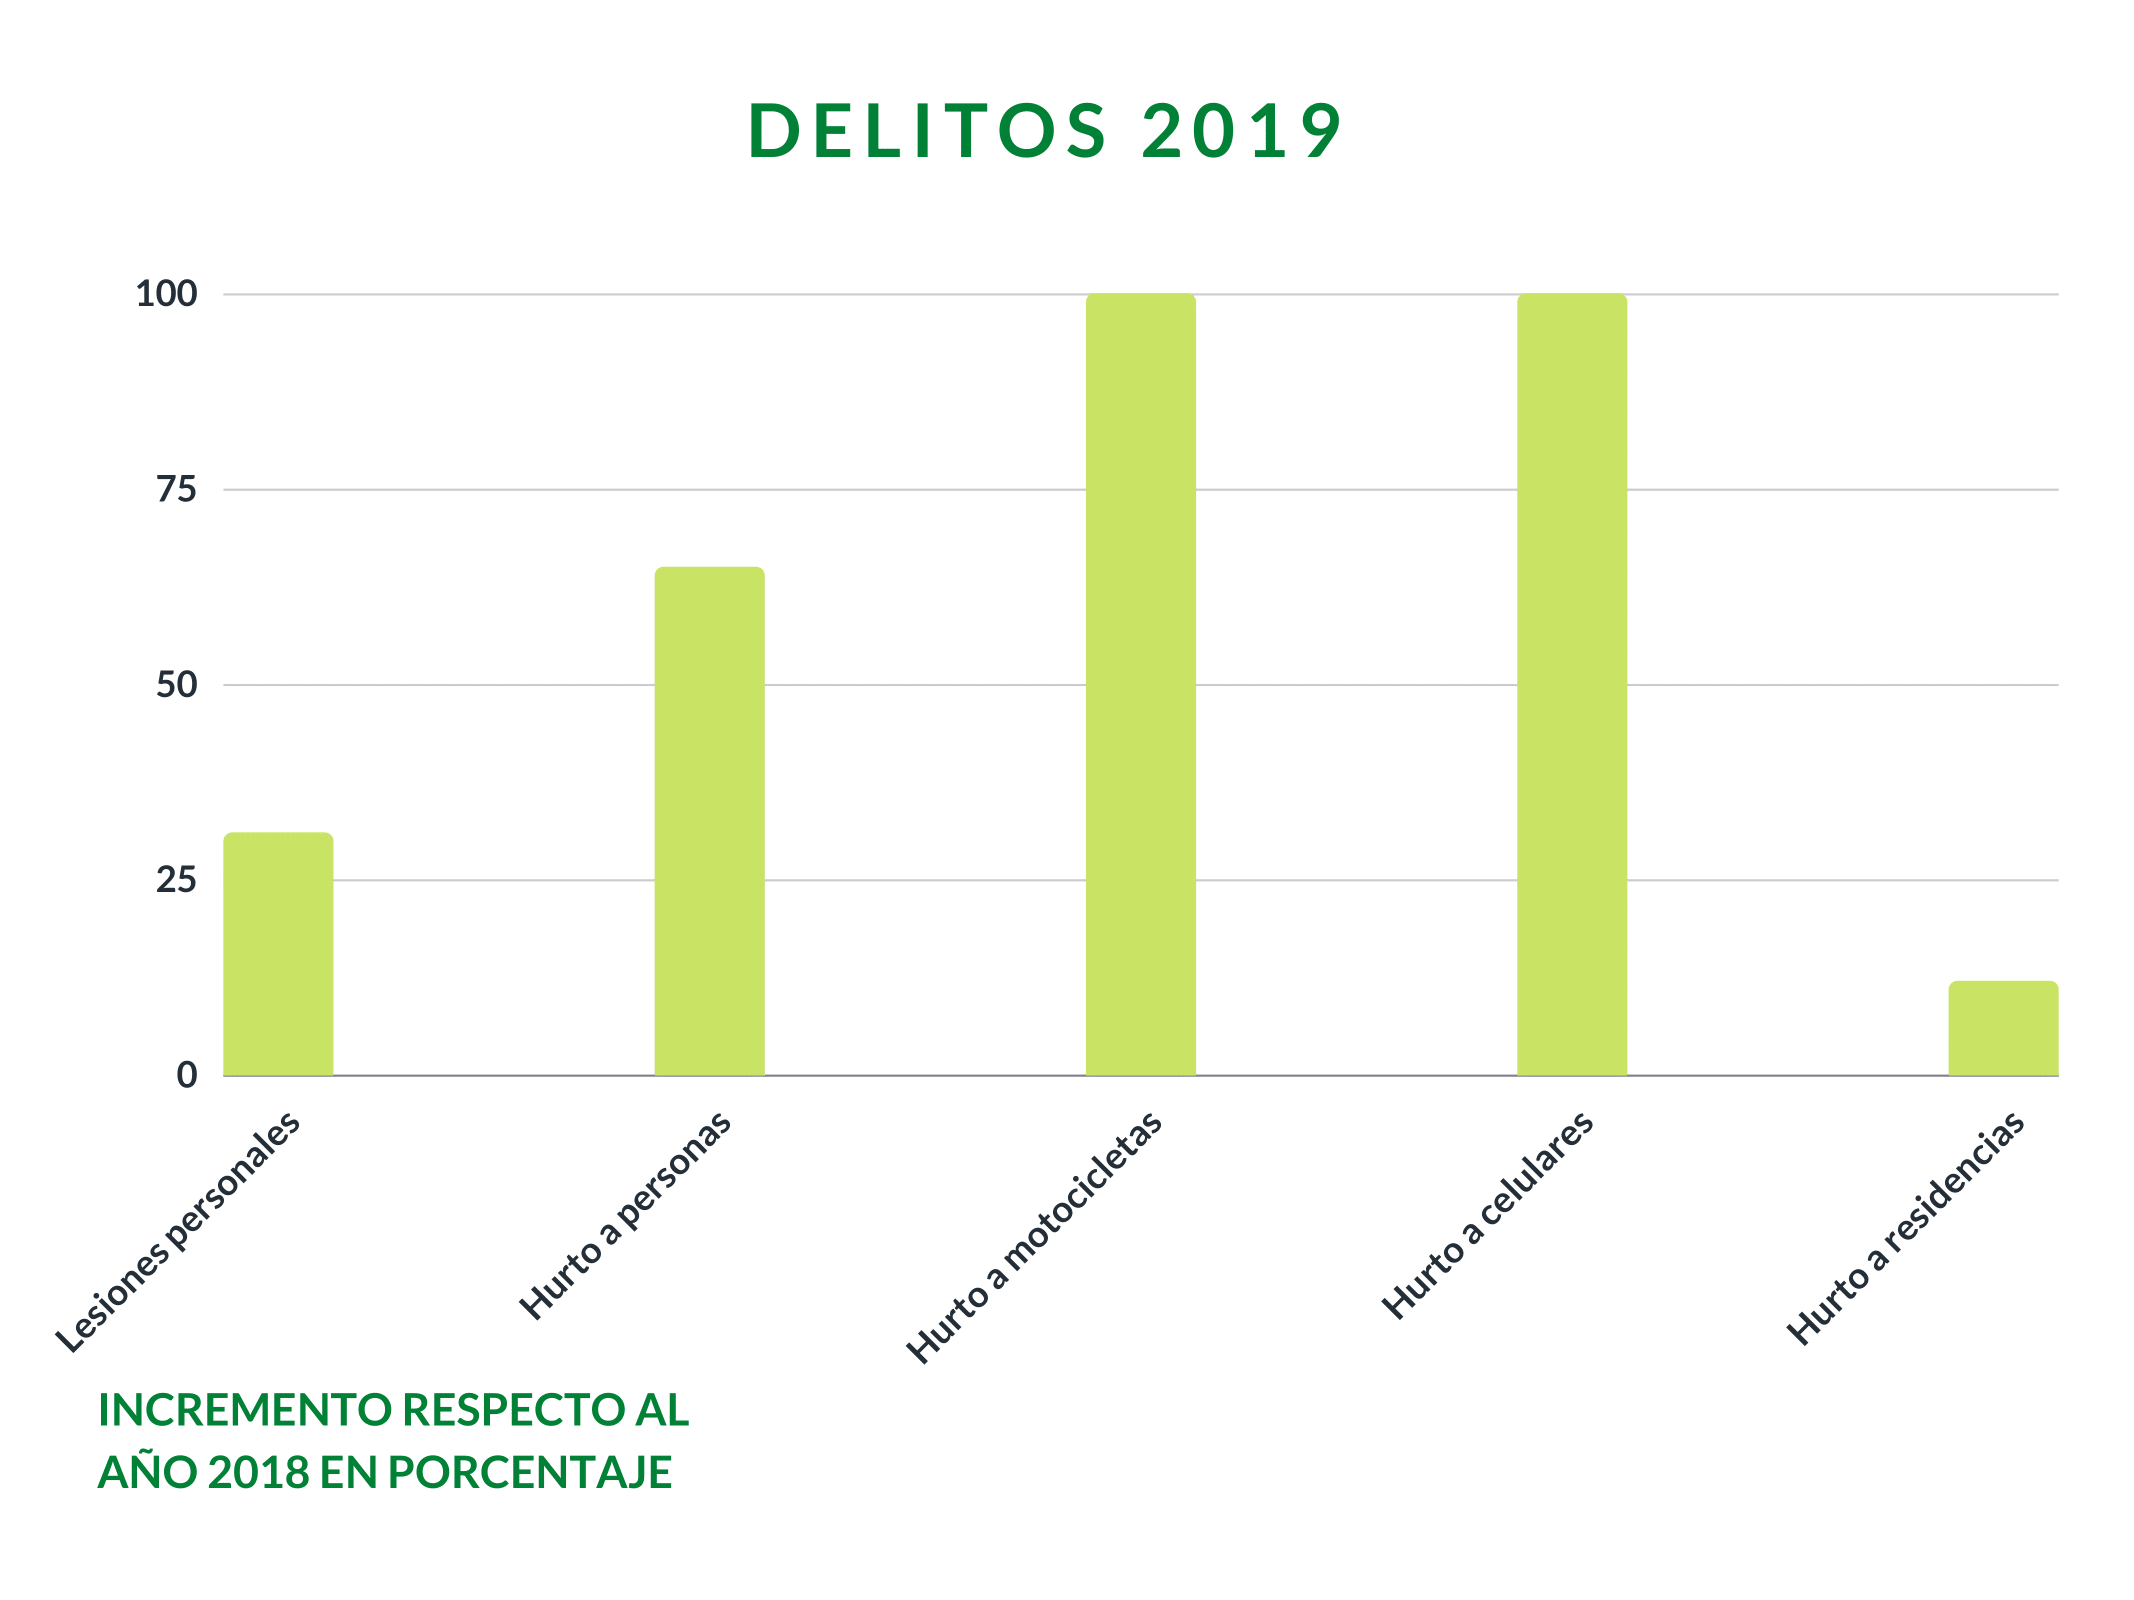 DELITOS 2019
100
75
50
25
0
Lesiones personales
Hurto a personas
Hurto a motocicletas
Hurto a celulares
Hurto a residencias
INCREMENTO RESPECTO AL
AÑO 2018 EN PORCENTAJE